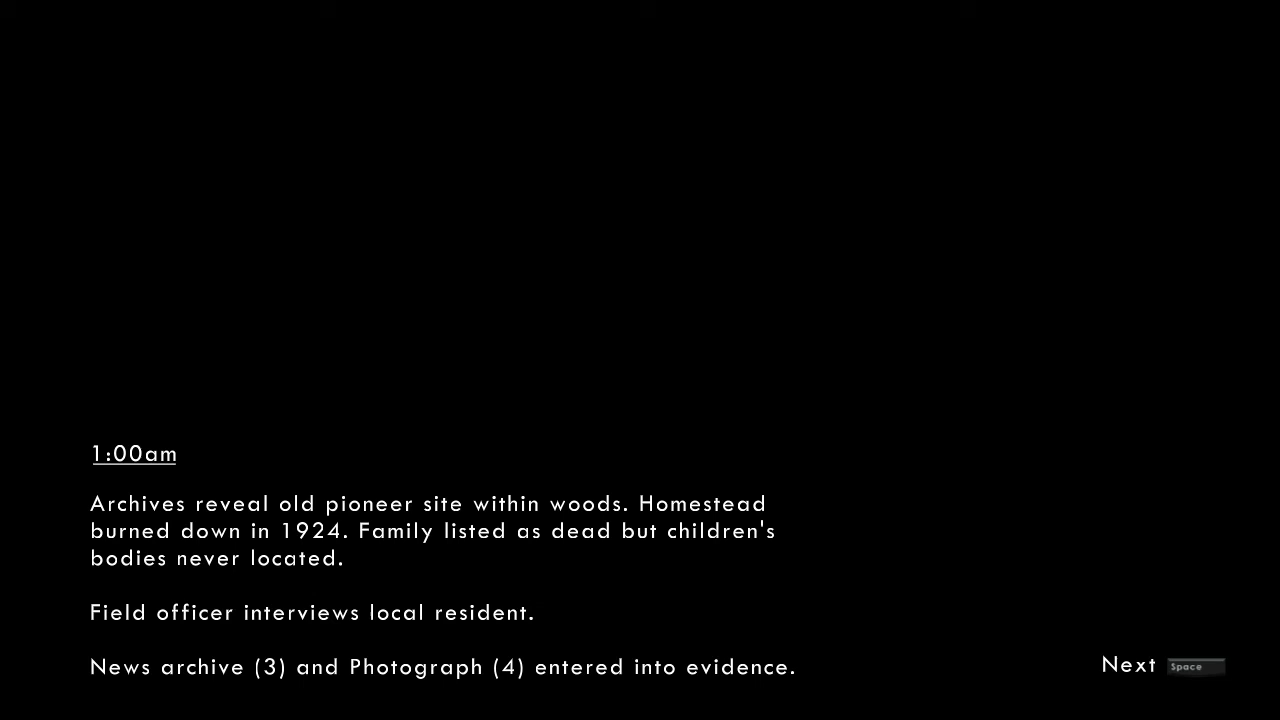 1:00am
Archives reveal old pioneer site within woods. Homestead
burned down in 1924. Family listed as dead but children's
bodies never located.
Field officer interviews local resident.
News archive (3) and Photograph (4) entered into evidence.
Next Space